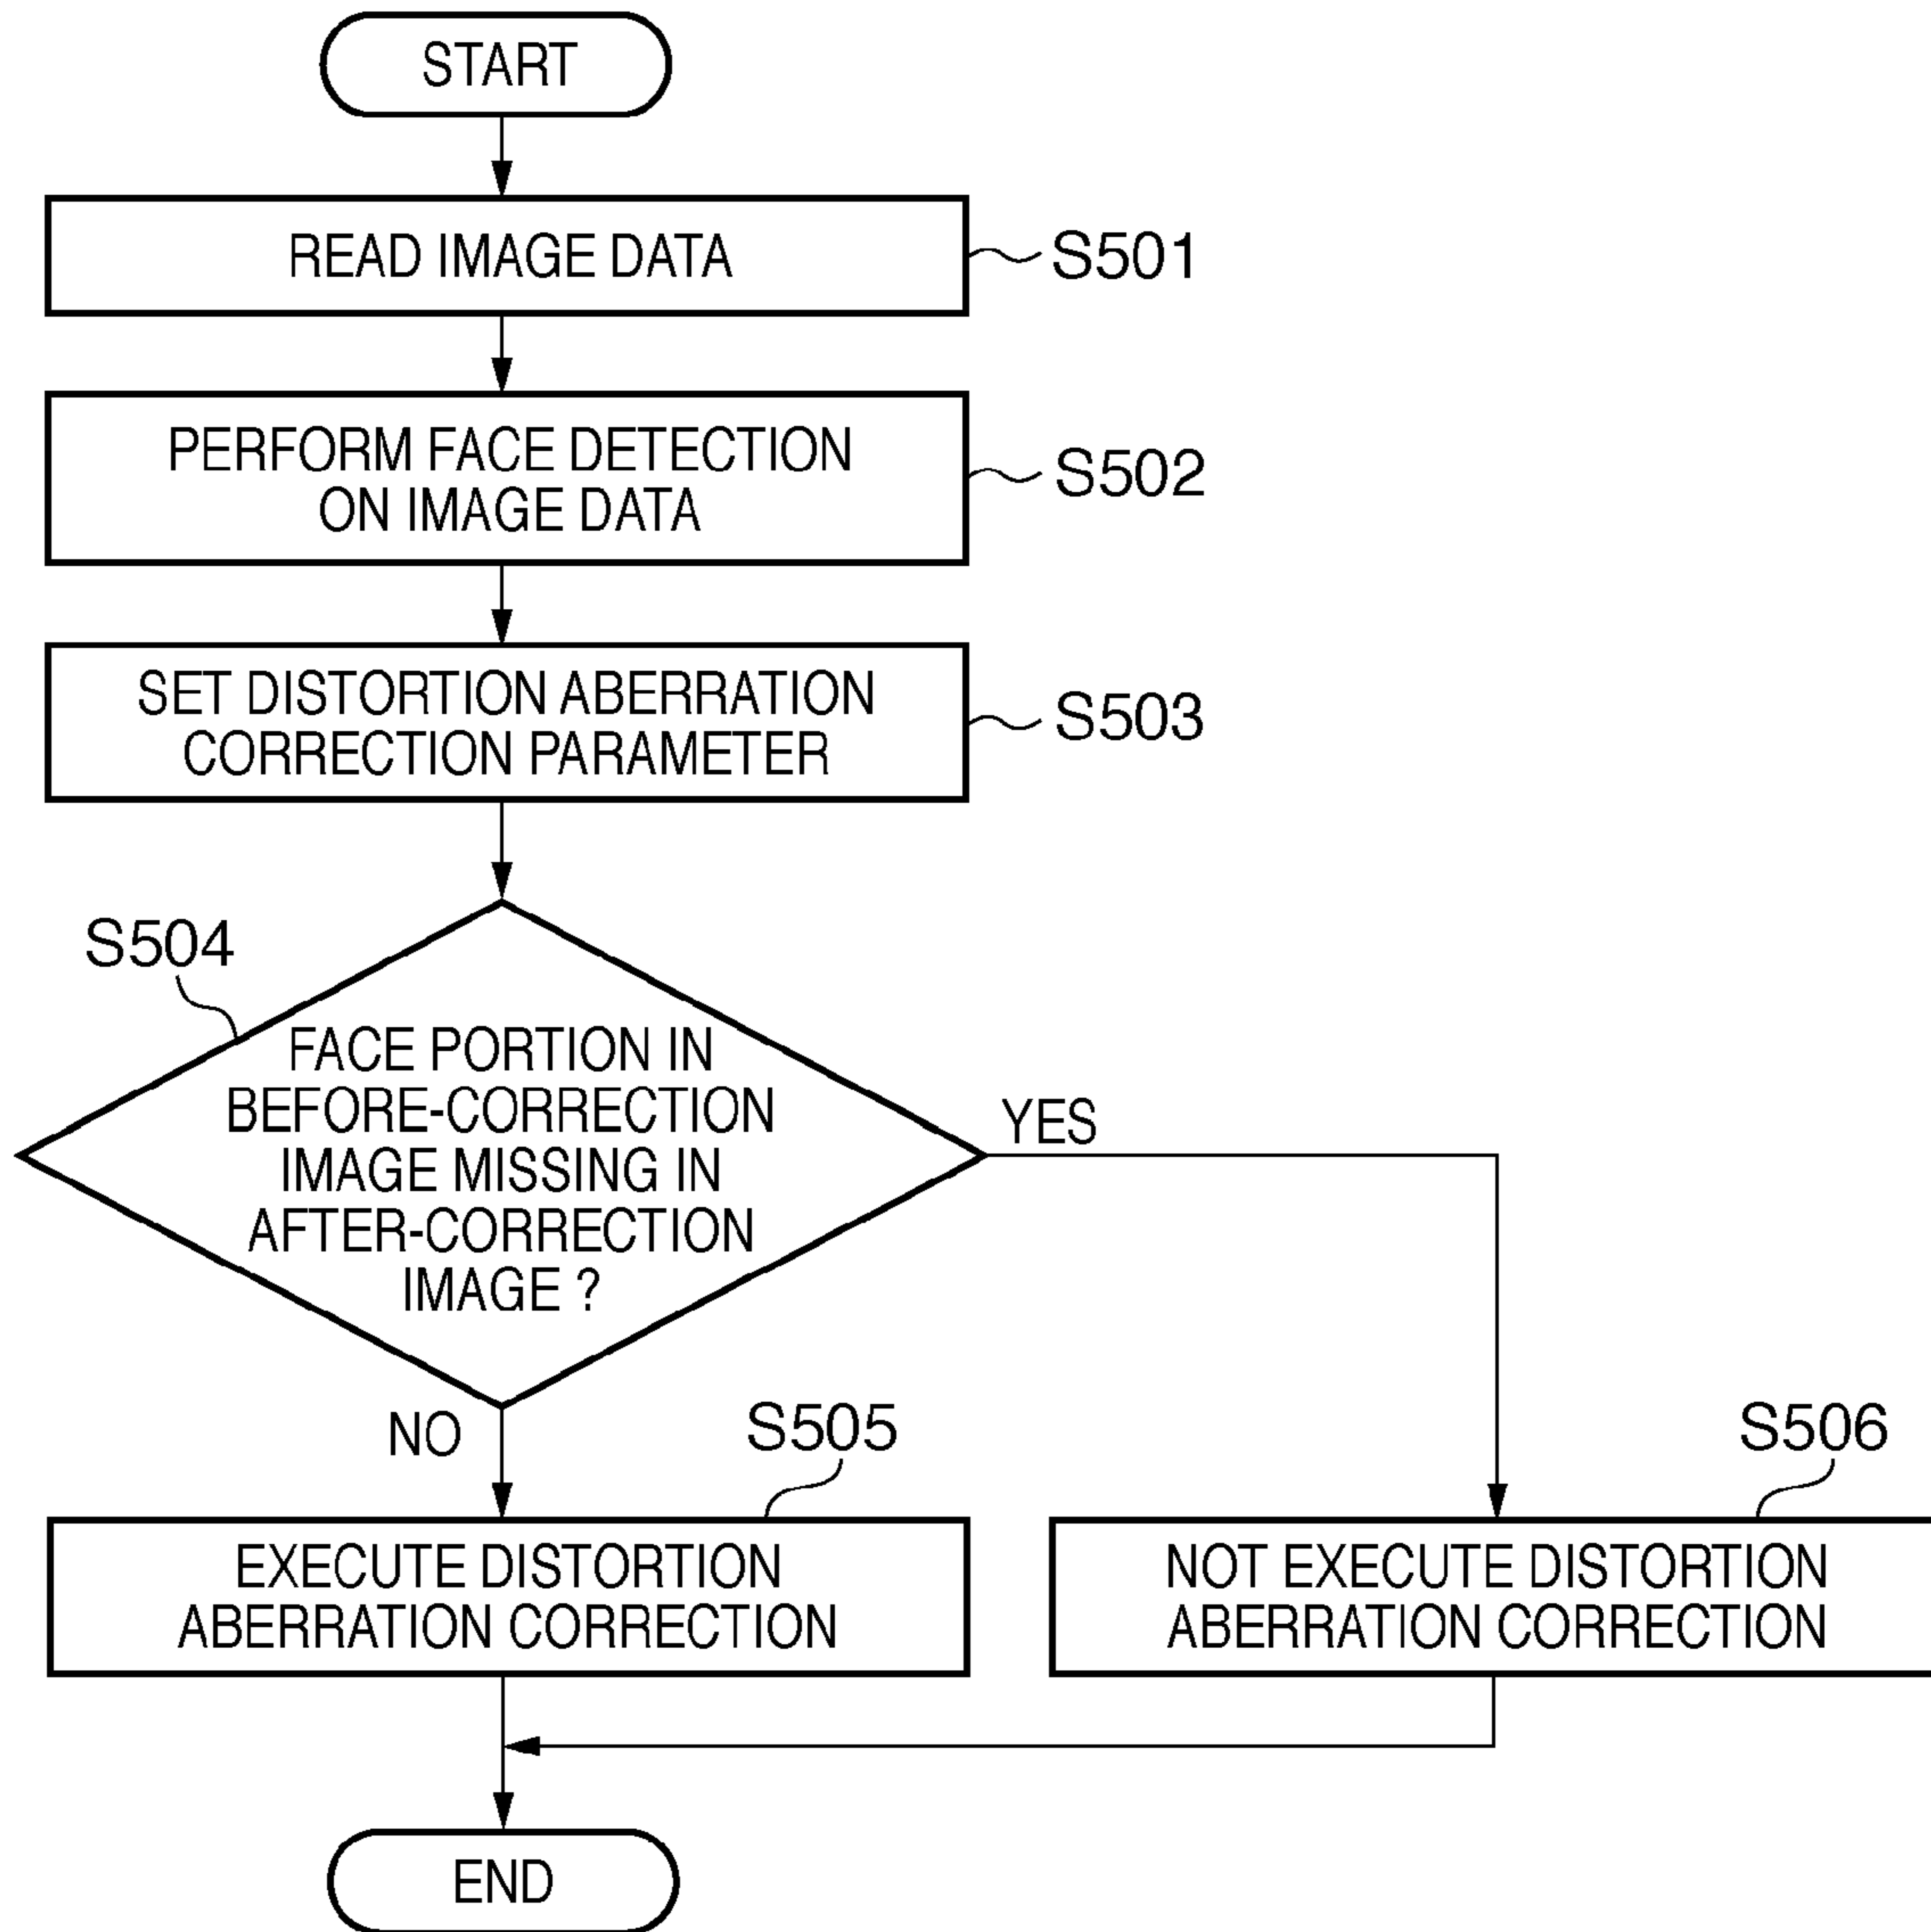 START
READ IMAGE DATA
S501
PERFORM FACE DETECTION
ON IMAGE DATA
S502
SET DISTORTION ABERRATION
CORRECTION PARAMETER
S503
S504
FACE PORTION IN
BEFORE-CORRECTION
IMAGE MISSING IN
AFTER-CORRECTION
IMAGE ?
YES
NO
S505
EXECUTE DISTORTION
ABERRATION CORRECTION
S506
NOT EXECUTE DISTORTION
ABERRATION CORRECTION
END